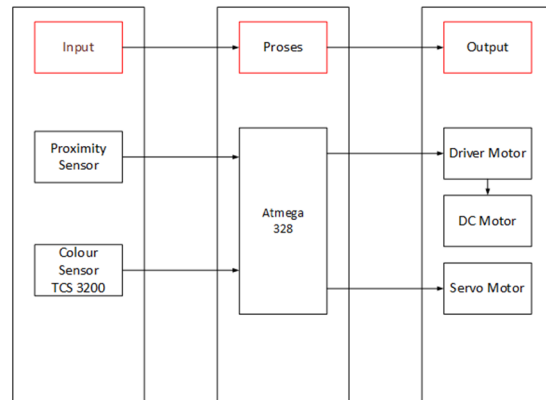 Input
Proses
Output
Proximity
Sensor
Colour
Sensor
TCS 3200
Atmega
328
Driver Motor
DC Motor
Servo Motor